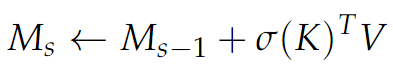 M_s ← M_{s−1} + σ(K)^T V